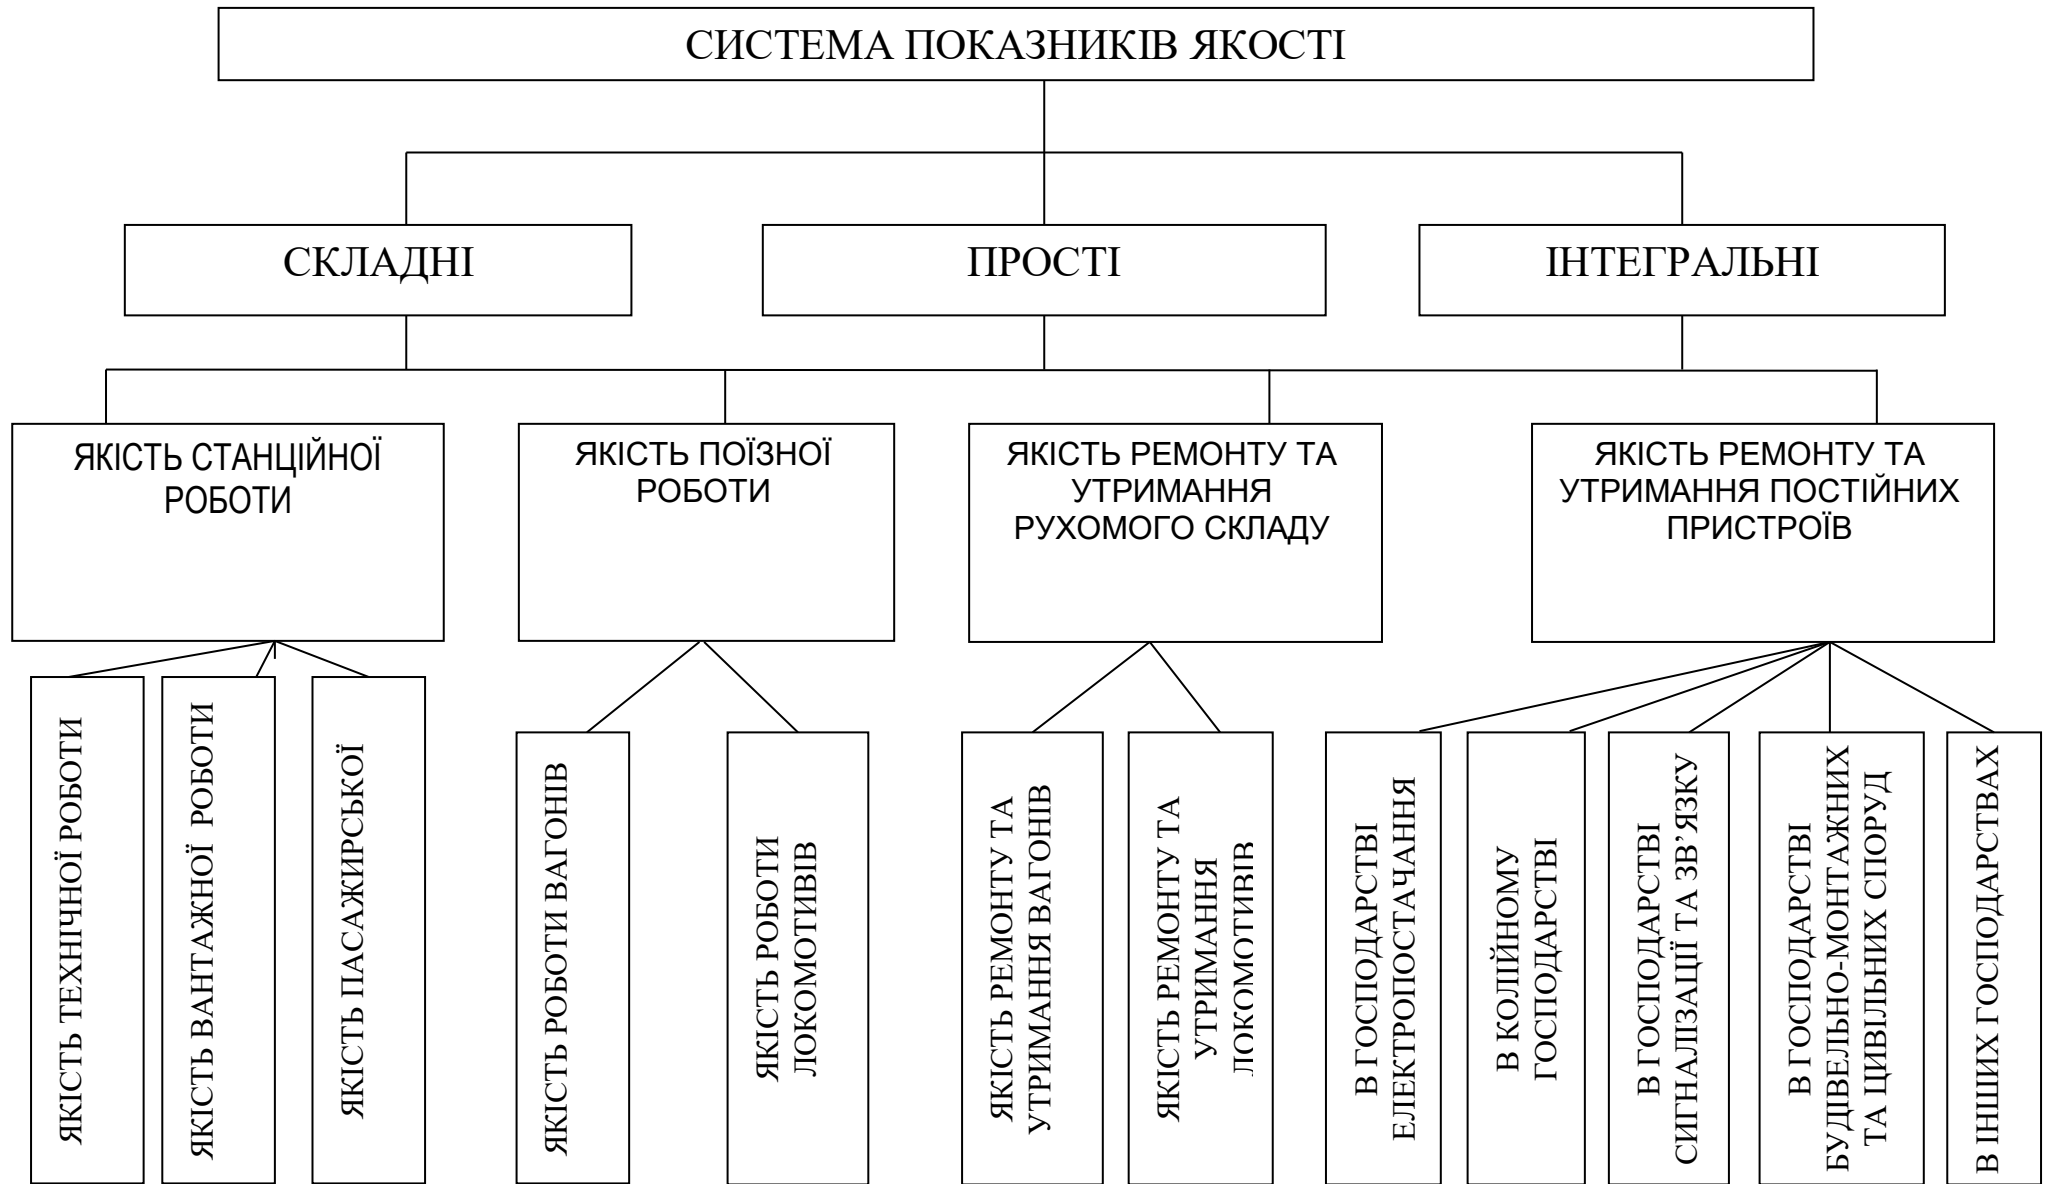 СИСТЕМА ПОКАЗНИКІВ ЯКОСТІ
СКЛАДНІ
ПРОСТІ
ІНТЕГРАЛЬНІ
ЯКІСТЬ СТАНЦІЙНОЇ
РОБОТИ
ЯКІСТЬ ПОЇЗНОЇ
РОБОТИ
ЯКІСТЬ РЕМОНТУ ТА
УТРИМАННЯ
РУХОМОГО СКЛАДУ
ЯКІСТЬ РЕМОНТУ ТА
УТРИМАННЯ ПОСТІЙНИХ
ПРИСТРОЇВ
ЯКІСТЬ ТЕХНІЧНОЇ РОБОТИ
ЯКІСТЬ ВАНТАЖНОЇ РОБОТИ
ЯКІСТЬ ПАСАЖИРСЬКОЇ
ЯКІСТЬ РОБОТИ ВАГОНІВ
ЯКІСТЬ РОБОТИ
ЛОКОМОТИВІВ
ЯКІСТЬ РЕМОНТУ ТА
УТРИМАННЯ ВАГОНІВ
ЯКІСТЬ РЕМОНТУ ТА
УТРИМАННЯ
ЛОКОМОТИВІВ
В ГОСПОДАРСТВІ
ЕЛЕКТРОПОСТАЧАННЯ
В КОЛІЙНОМУ
ГОСПОДАРСТВІ
В ГОСПОДАРСТВІ
СИГНАЛІЗАЦІЇ ТА ЗВ’ЯЗКУ
В ГОСПОДАРСТВІ
БУДІВЕЛЬНО-МОНТАЖНИХ
ТА ЦИВІЛЬНИХ СПОРУД
В ІНШИХ ГОСПОДАРСТВАХ